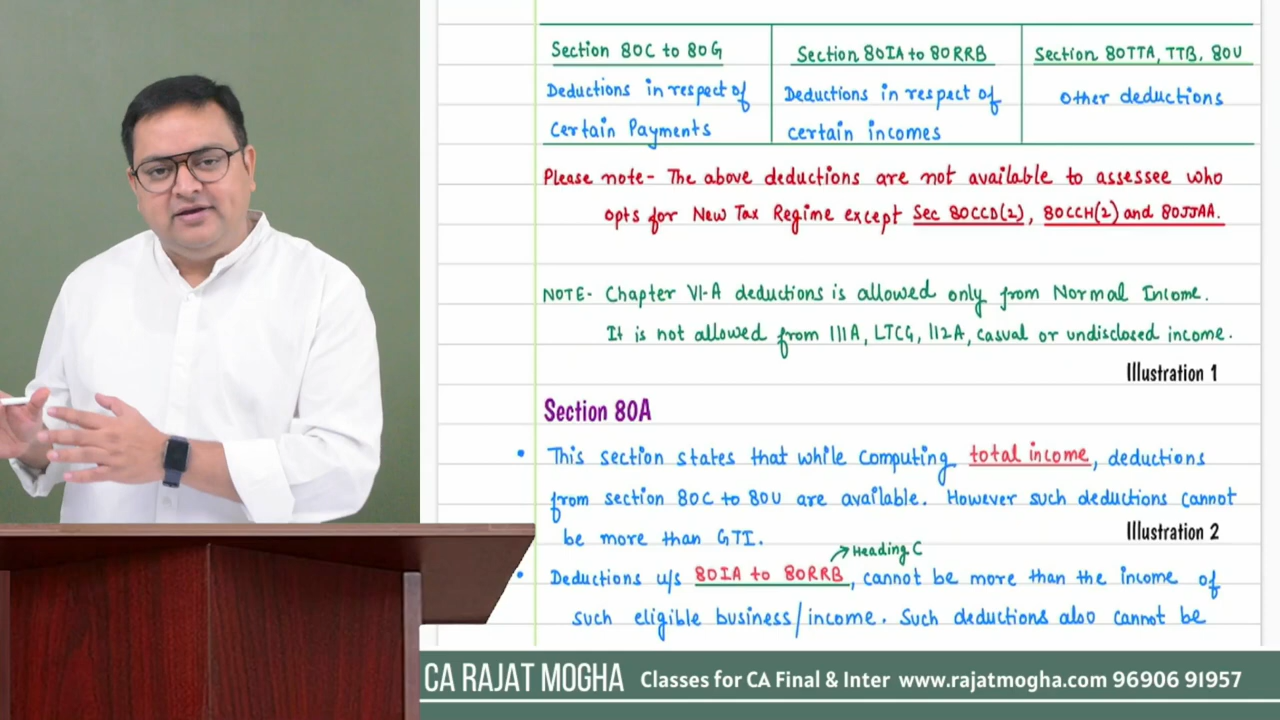 Section 80C to 80G
Deductions in respect of
Certain Payments
Section 80IA to 80RRB
Deductions in respect of
certain incomes
Section 80TTA, TTB, 80U
Other deductions
Please note- The above deductions are not available to assessee who
opts for New Tax Regime except Sec 80CCD(2), 80CCH(2) and 80JJAA.
NOTE- Chapter VI-A deductions is allowed only from Normal Income.
It is not allowed from 111A, LTCG, 112A, casual or undisclosed income.
Illustration 1
Section 80A
• This section states that while computing total income, deductions
from section 80C to 80U are available. However such deductions cannot
be more than GTI.
Illustration 2
→ Heading C
• Deductions u/s 80IA to 80RRB, cannot be more than the income of
such eligible business/income. Such deductions also cannot be
CA RAJAT MOGHA Classes for CA Final & Inter www.rajatmogha.com 96906 91957